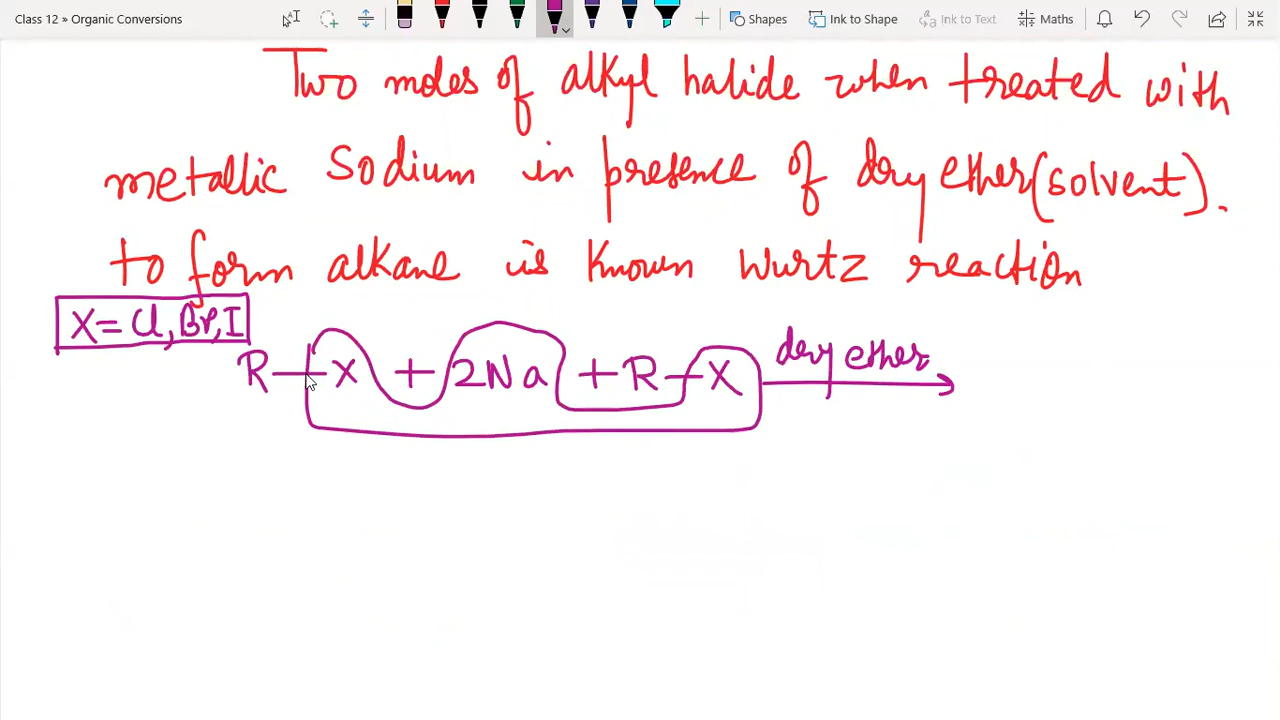 Class 12 » Organic Conversions
Shapes
Ink to Shape
Ink to Text
Maths
Two moles of alkyl halide when treated with
metallic Sodium in presence of dry ether(solvent).
to form alkane is known wurtz reaction
X=Cl,Br,I
R-X + 2Na + R-X dry ether